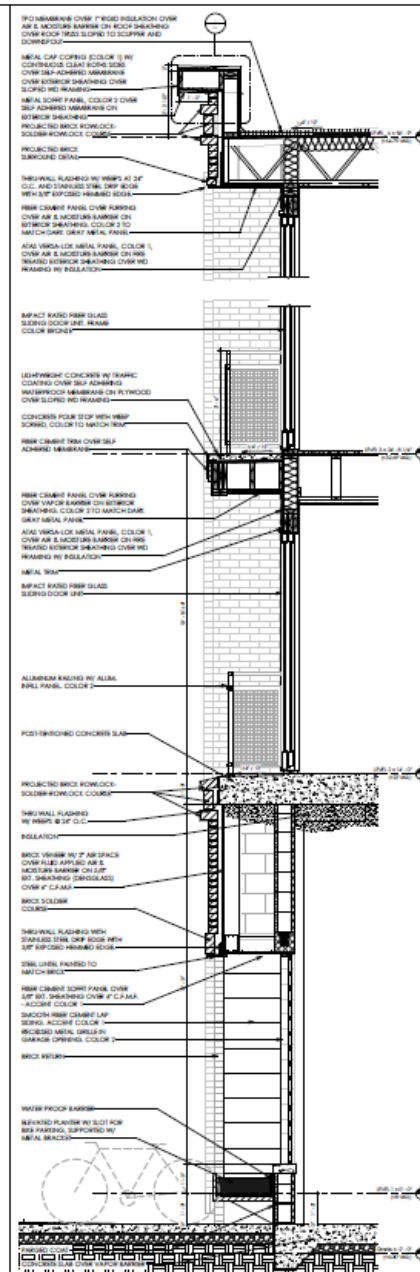 TPO MEMBRANE OVER 1" RIGID INSULATION OVER
AIR & MOISTURE BARRIER ON ROOF SHEATHING
OVER ROOF TRUSS SLOPED TO SCUPPER AND
DOWNSPOUT
METAL CAP COPING (COLOR 1) W/
CONTINUOUS CLEAT BOTH SIDES
OVER SELF-ADHERED MEMBRANE
OVER EXTERIOR SHEATHING OVER
SLOPED WD FRAMING
METAL SOFFIT PANEL, COLOR 2 OVER
SELF ADHERED MEMBRANE ON
EXTERIOR SHEATHING
PROJECTED BRICK ROWLOCK-
SOLDIER-ROWLOCK COURSE
PROJECTED BRICK
SURROUND DETAIL
THRU-WALL FLASHING W/ WEEPS AT 24"
O.C. AND STAINLESS STEEL DRIP EDGE
WITH 3/8" EXPOSED HEMMED EDGE
FIBER CEMENT PANEL OVER FURRING
OVER AIR & MOISTURE BARRIER ON
EXTERIOR SHEATHING. COLOR 2 TO
MATCH DARK GRAY METAL PANEL
ATAS VERSA-LOK METAL PANEL, COLOR 1,
OVER AIR & MOISTURE BARRIER ON FIRE
TREATED EXTERIOR SHEATHING OVER WD
FRAMING W/ INSULATION
IMPACT RATED FIBER GLASS
SLIDING DOOR UNIT. FRAME
COLOR BRONZE
LIGHTWEIGHT CONCRETE W/ TRAFFIC
COATING OVER SELF ADHERING
WATERPROOF MEMBRANE ON PLYWOOD
OVER SLOPED WD FRAMING
CONCRETE POUR STOP WITH WEEP
SCREED, COLOR TO MATCH TRIM
FIBER CEMENT TRIM OVER SELF
ADHERED MEMBRANE
FIBER CEMENT PANEL OVER FURRING
OVER VAPOR BARRIER ON EXTERIOR
SHEATHING. COLOR 2 TO MATCH DARK
GRAY METAL PANEL
ATAS VERSA-LOK METAL PANEL, COLOR 1,
OVER AIR & MOISTURE BARRIER ON FIRE
TREATED EXTERIOR SHEATHING OVER WD
FRAMING W/ INSULATION
METAL TRIM
IMPACT RATED FIBER GLASS
SLIDING DOOR UNIT
ALUMINUM RAILING W/ ALUM.
INFILL PANEL. COLOR 2
POST-TENTIONED CONCRETE SLAB
PROJECTED BRICK ROWLOCK-
SOLDIER-ROWLOCK COURSE
THRU WALL FLASHING
W/ WEEPS @ 24" O.C.
INSULATION
BRICK VENEER W/ 2" AIR SPACE
OVER FLUID APPLIED AIR &
MOISTURE BARRIER ON 5/8"
EXT. SHEATHING (DENSGLASS)
OVER 6" C.F.M.F.
BRICK SOLDIER
COURSE
THRU-WALL FLASHING WITH
STAINLESS STEEL DRIP EDGE WITH
3/8" EXPOSED HEMMED EDGE
STEEL LINTEL PAINTED TO
MATCH BRICK
FIBER CEMENT SOFFIT PANEL OVER
5/8" EXT. SHEATHING OVER 4" C.F.M.F.
- ACCENT COLOR 1
SMOOTH FIBER CEMENT LAP
SIDING. ACCENT COLOR 1
RECESSED METAL GRILLE IN
GARAGE OPENING. COLOR 2
BRICK RETURN
WATER PROOF BARRIER
ELEVATED PLANTER W/ SLOT FOR
BIKE PARKING, SUPPORTED W/
METAL BRACKET
PARGED COAT
CONCRETE SLAB OVER VAPOR BARRIER